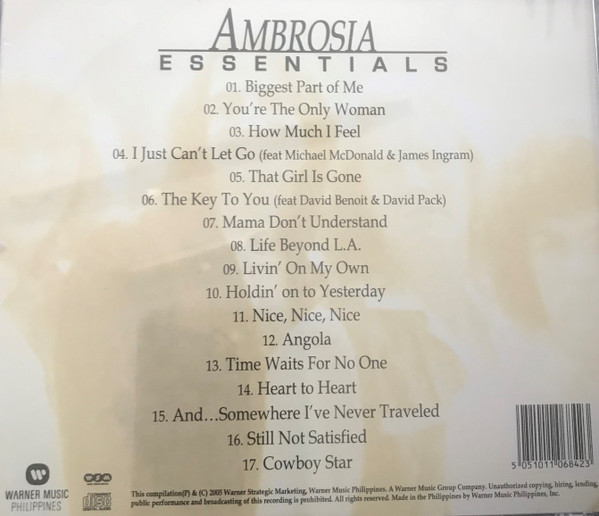 AMBROSIA
ESSENTIALS
01. Biggest Part of Me
02. You're The Only Woman
03. How Much I Feel
04. I Just Can't Let Go (feat Michael McDonald & James Ingram)
05. That Girl Is Gone
06. The Key To You (feat David Benoit & David Pack)
07. Mama Don't Understand
08. Life Beyond L.A.
09. Livin' On My Own
10. Holdin' on to Yesterday
11. Nice, Nice, Nice
12. Angola
13. Time Waits For No One
14. Heart to Heart
15. And...Somewhere I've Never Traveled
16. Still Not Satisfied
17. Cowboy Star
5 051011 068423
WARNER MUSIC
PHILIPPINES
WSM
COMPACT
disc
DIGITAL AUDIO
This compilation(P) & (C) 2005 Warner Strategic Marketing, Warner Music Philippines. A Warner Music Group Company. Unauthorized copying, hiring, lending,
public performance and broadcasting of this recording is prohibited. All rights reserved. Made in the Philippines by Warner Music Philippines, Inc.